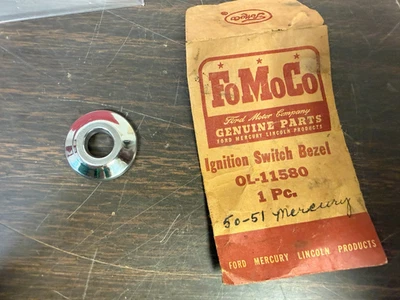 FoMoCo
Ford Motor Company
GENUINE PARTS
FORD MERCURY LINCOLN PRODUCTS
Ignition Switch Bezel
OL-11580
1 Pc.
50-51 Mercury
FORD MERCURY LINCOLN PRODUCTS